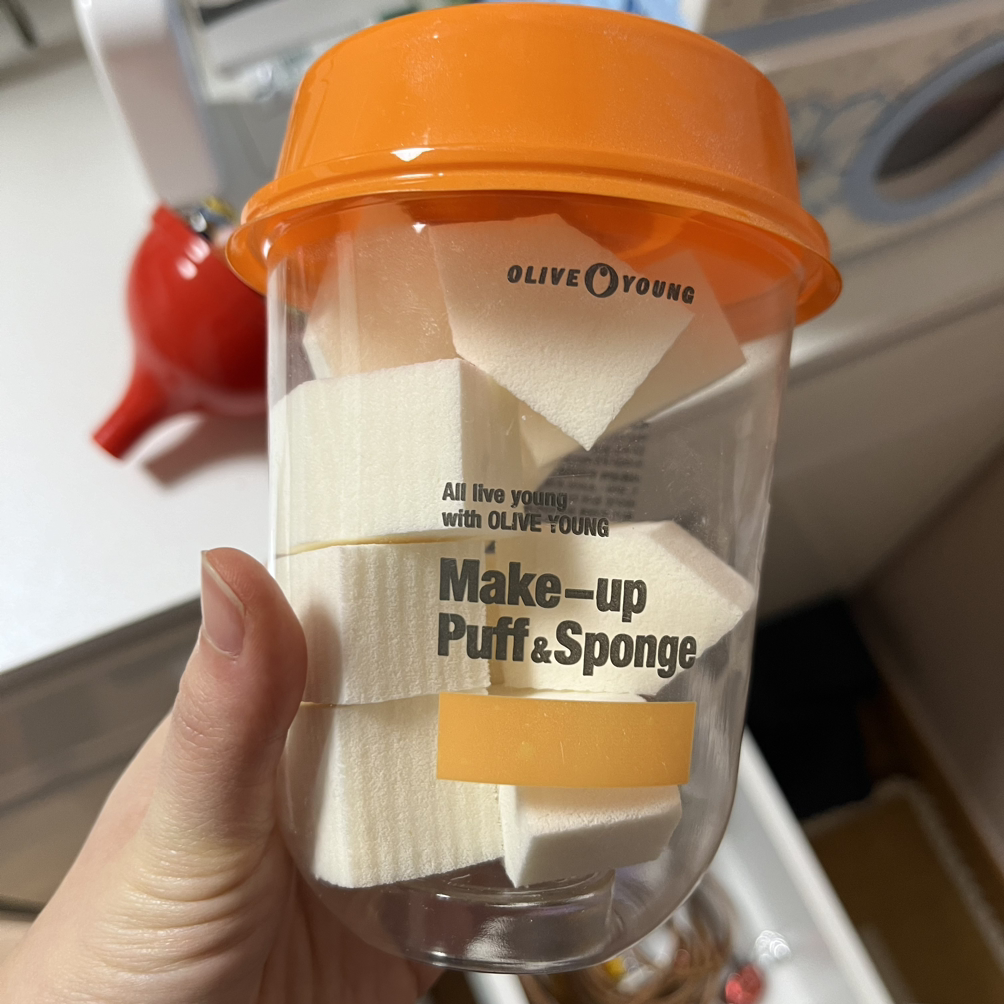 OLIVE YOUNG
All live young
with OLIVE YOUNG
Make-up
Puff & Sponge